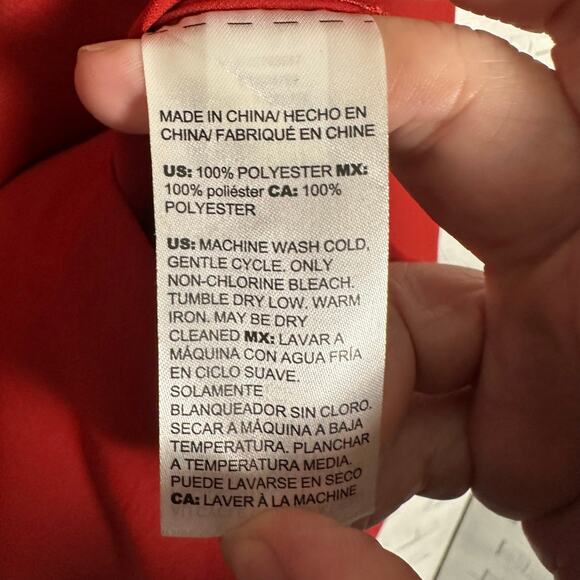 MADE IN CHINA/ HECHO EN
CHINA/ FABRIQUÉ EN CHINE
US: 100% POLYESTER MX:
100% poliéster CA: 100%
POLYESTER
US: MACHINE WASH COLD,
GENTLE CYCLE. ONLY
NON-CHLORINE BLEACH.
TUMBLE DRY LOW. WARM
IRON. MAY BE DRY
CLEANED MX: LAVAR A
MÁQUINA CON AGUA FRÍA
EN CICLO SUAVE.
SOLAMENTE
BLANQUEADOR SIN CLORO.
SECAR A MÁQUINA A BAJA
TEMPERATURA. PLANCHAR
A TEMPERATURA MEDIA.
PUEDE LAVARSE EN SECO
CA: LAVER À LA MACHINE